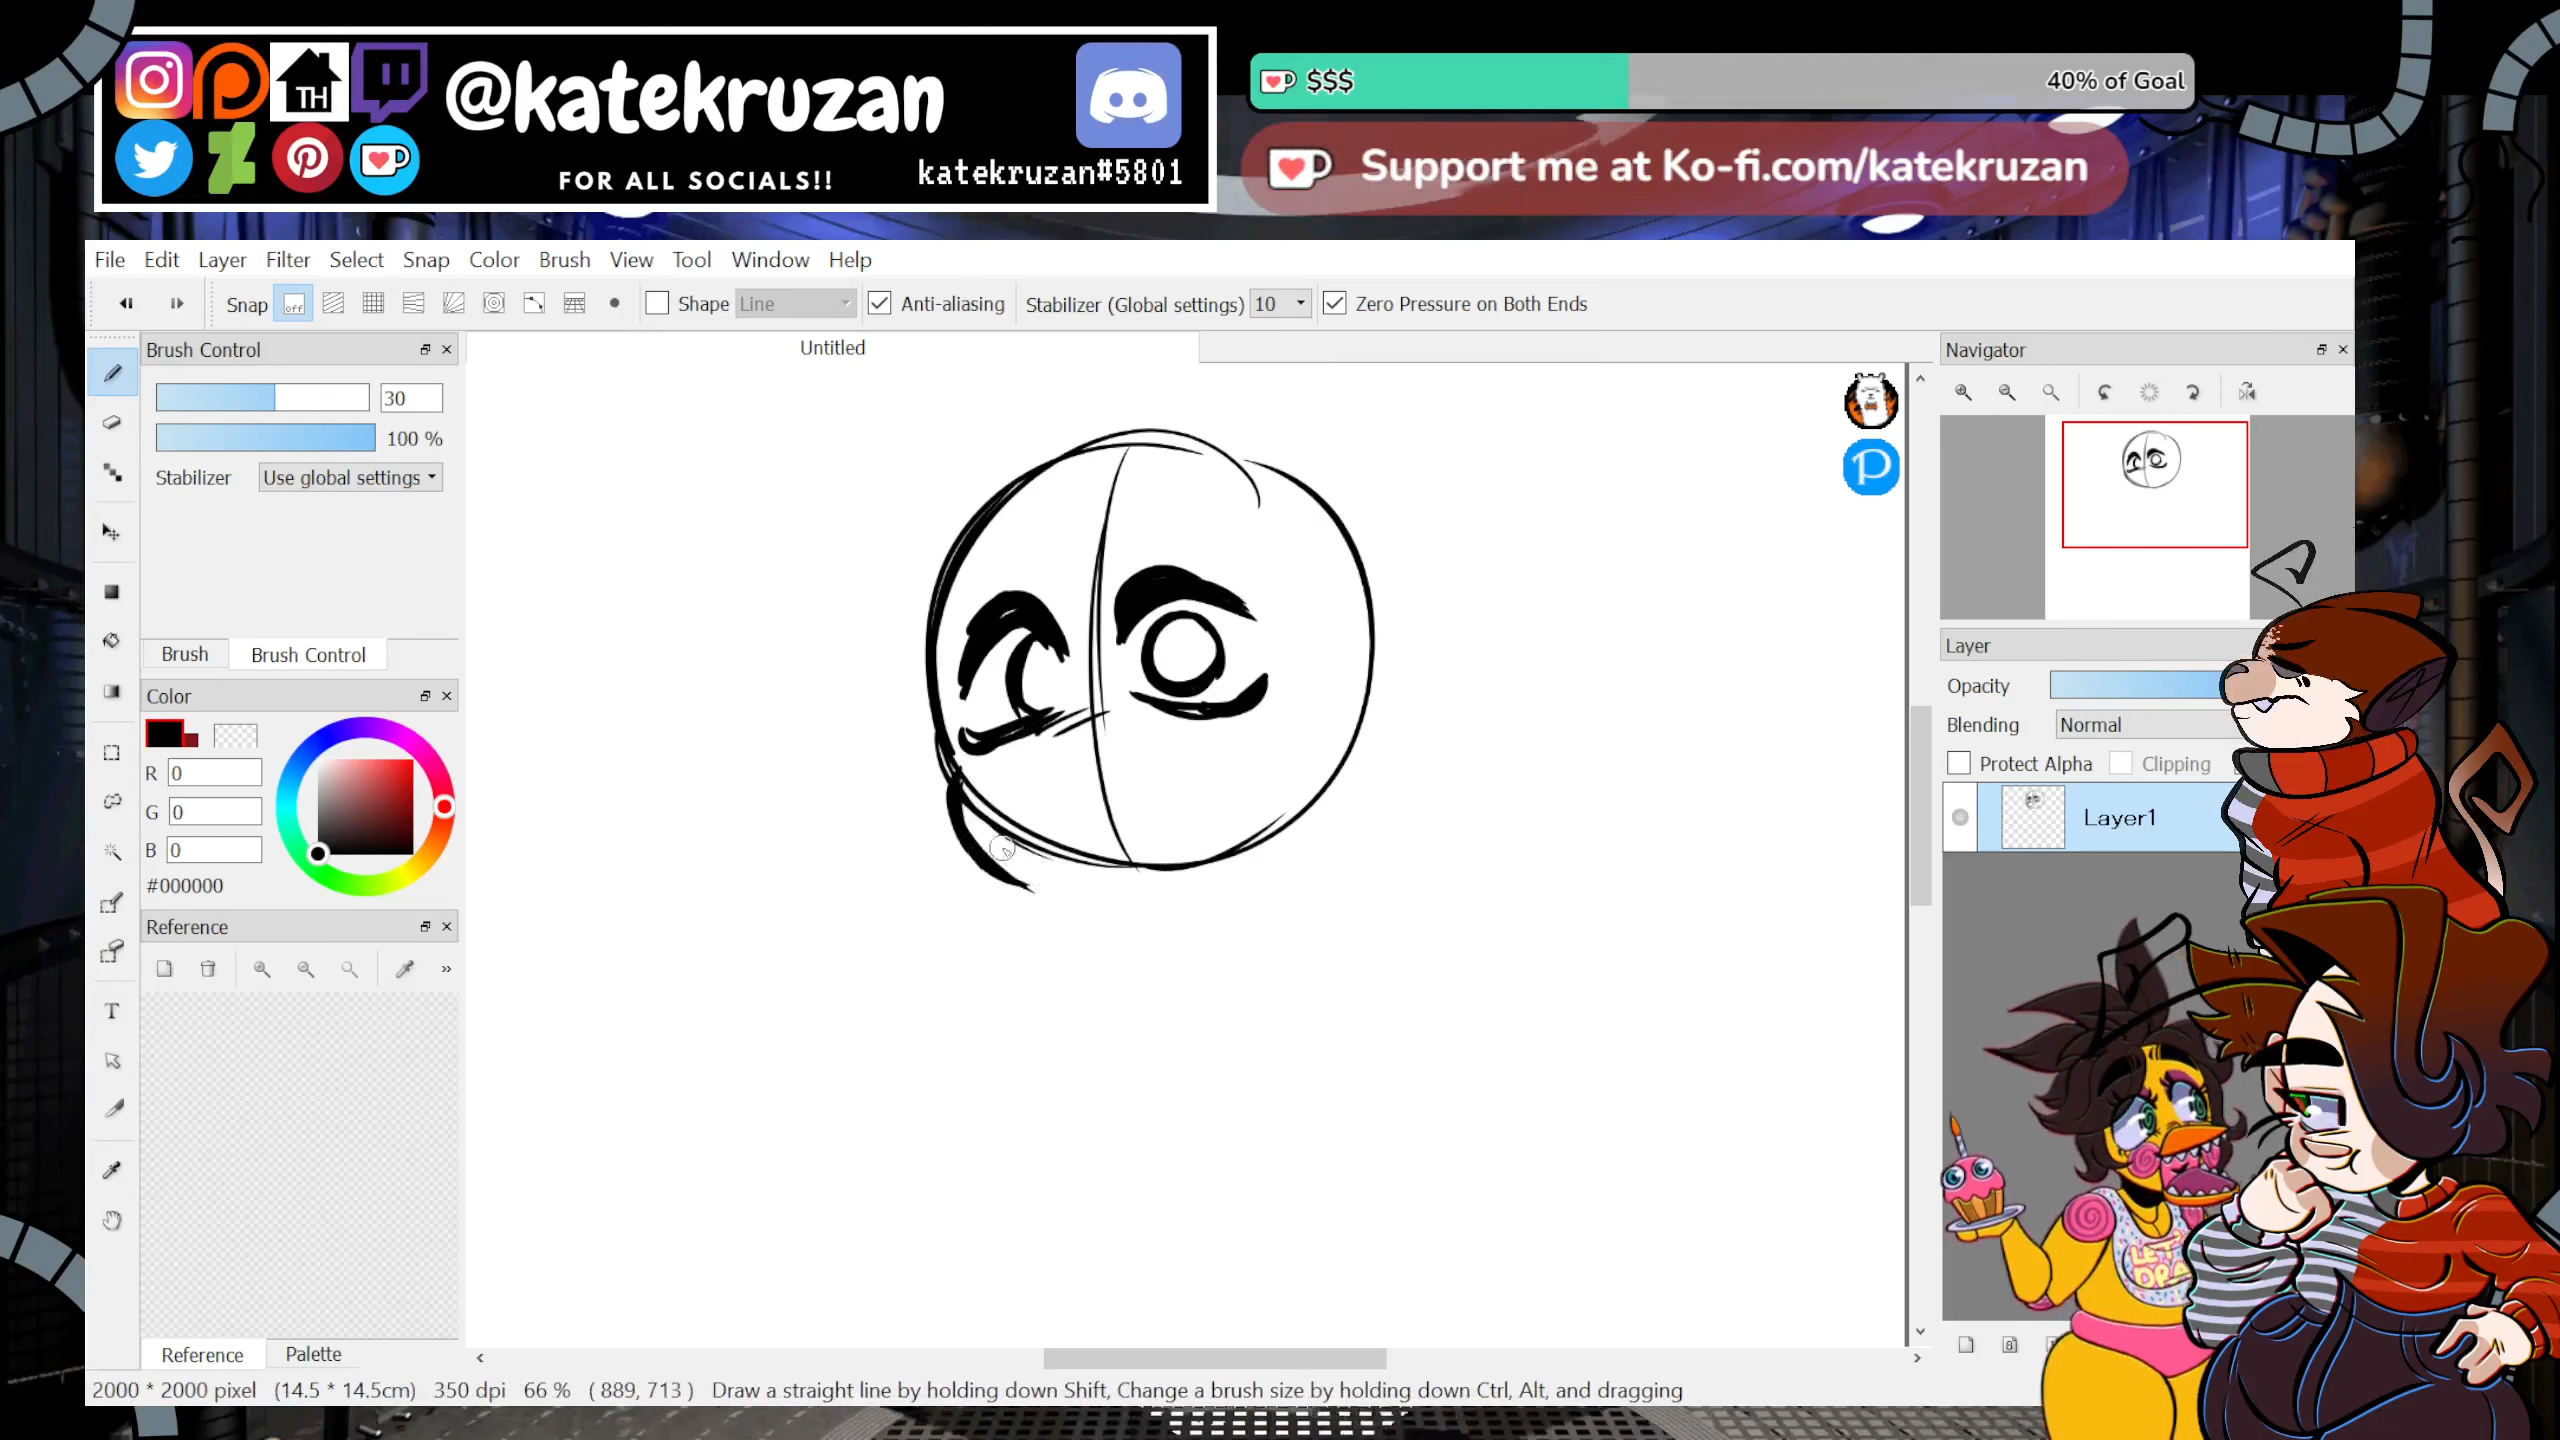 TH
@katekruzan
FOR ALL SOCIALS!!
katekruzan#5801
$$$
40% of Goal
Support me at Ko-fi.com/katekruzan
File Edit Layer Filter Select Snap Color Brush View Tool Window Help
Snap off Shape Line Anti-aliasing Stabilizer (Global settings) 10 Zero Pressure on Both Ends
Brush Control
Untitled
Navigator
30
100 %
Stabilizer Use global settings
P
Brush Brush Control
Layer
Color
Opacity
Blending Normal
R 0
Protect Alpha Clipping
G 0
Layer1
B 0
#000000
Reference
»
T
LET'S
Reference Palette
2000 * 2000 pixel (14.5 * 14.5cm) 350 dpi 66 % ( 889, 713 ) Draw a straight line by holding down Shift, Change a brush size by holding down Ctrl, Alt, and dragging